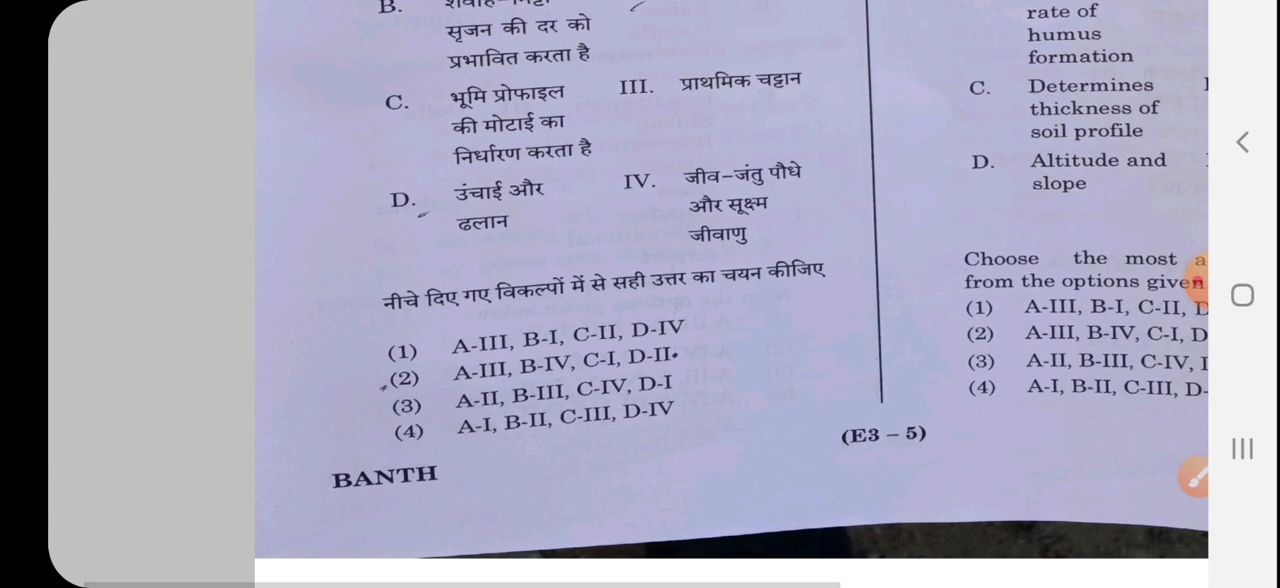 B.
सृजन की दर को
प्रभावित करता है
C. भूमि प्रोफाइल
की मोटाई का
निर्धारण करता है
III. प्राथमिक चट्टान
D. उंचाई और
ढलान
IV. जीव-जंतु पौधे
और सूक्ष्म
जीवाणु
नीचे दिए गए विकल्पों में से सही उत्तर का चयन कीजिए
(1) A-III, B-I, C-II, D-IV
(2) A-III, B-IV, C-I, D-II
(3) A-II, B-III, C-IV, D-I
(4) A-I, B-II, C-III, D-IV
BANTH
(E3 – 5)
rate of
humus
formation
C. Determines
thickness of
soil profile
D. Altitude and
slope
Choose the most a
from the options given
(1) A-III, B-I, C-II, D
(2) A-III, B-IV, C-I, D
(3) A-II, B-III, C-IV,
(4) A-I, B-II, C-III, D-